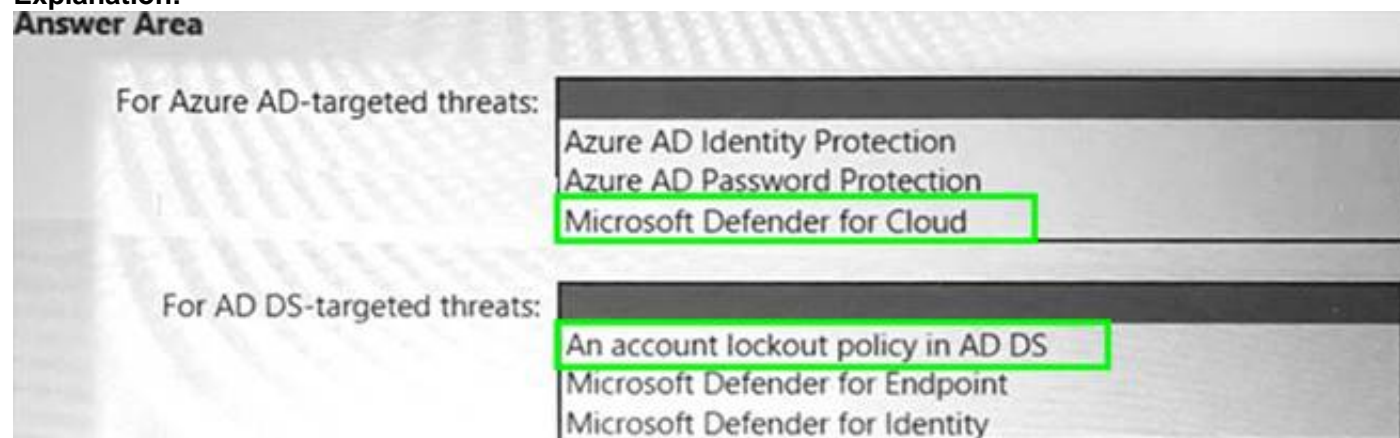 Explanation:
Answer Area
For Azure AD-targeted threats:
Azure AD Identity Protection
Azure AD Password Protection
Microsoft Defender for Cloud
For AD DS-targeted threats:
An account lockout policy in AD DS
Microsoft Defender for Endpoint
Microsoft Defender for Identity